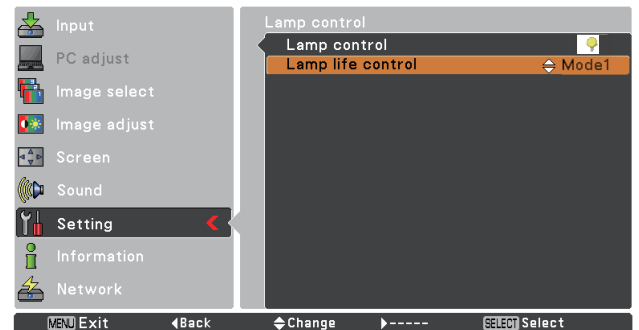 Input
PC adjust
Image select
Image adjust
Screen
Sound
Setting
Information
Network
Lamp control
Lamp control
Lamp life control Mode1
MENU Exit Back Change ----- SELECT Select